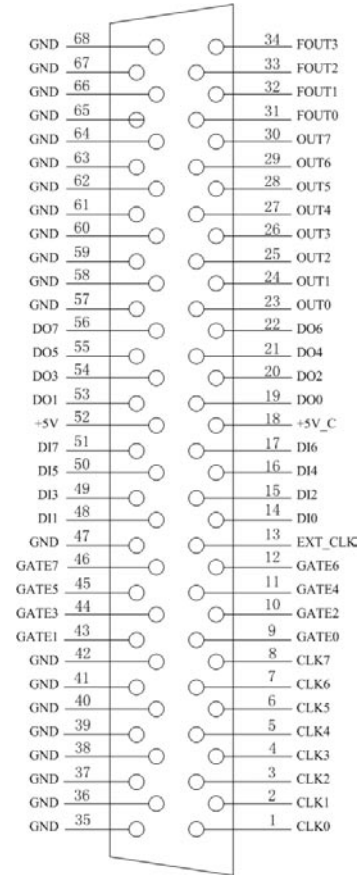 GND 68 34 FOUT3
GND 67 33 FOUT2
GND 66 32 FOUT1
GND 65 31 FOUT0
GND 64 30 OUT7
GND 63 29 OUT6
GND 62 28 OUT5
GND 61 27 OUT4
GND 60 26 OUT3
GND 59 25 OUT2
GND 58 24 OUT1
GND 57 23 OUT0
DO7 56 22 DO6
DO5 55 21 DO4
DO3 54 20 DO2
DO1 53 19 DO0
+5V 52 18 +5V_C
DI7 51 17 DI6
DI5 50 16 DI4
DI3 49 15 DI2
DI1 48 14 DI0
GND 47 13 EXT_CLK
GATE7 46 12 GATE6
GATE5 45 11 GATE4
GATE3 44 10 GATE2
GATE1 43 9 GATE0
GND 42 8 CLK7
GND 41 7 CLK6
GND 40 6 CLK5
GND 39 5 CLK4
GND 38 4 CLK3
GND 37 3 CLK2
GND 36 2 CLK1
GND 35 1 CLK0